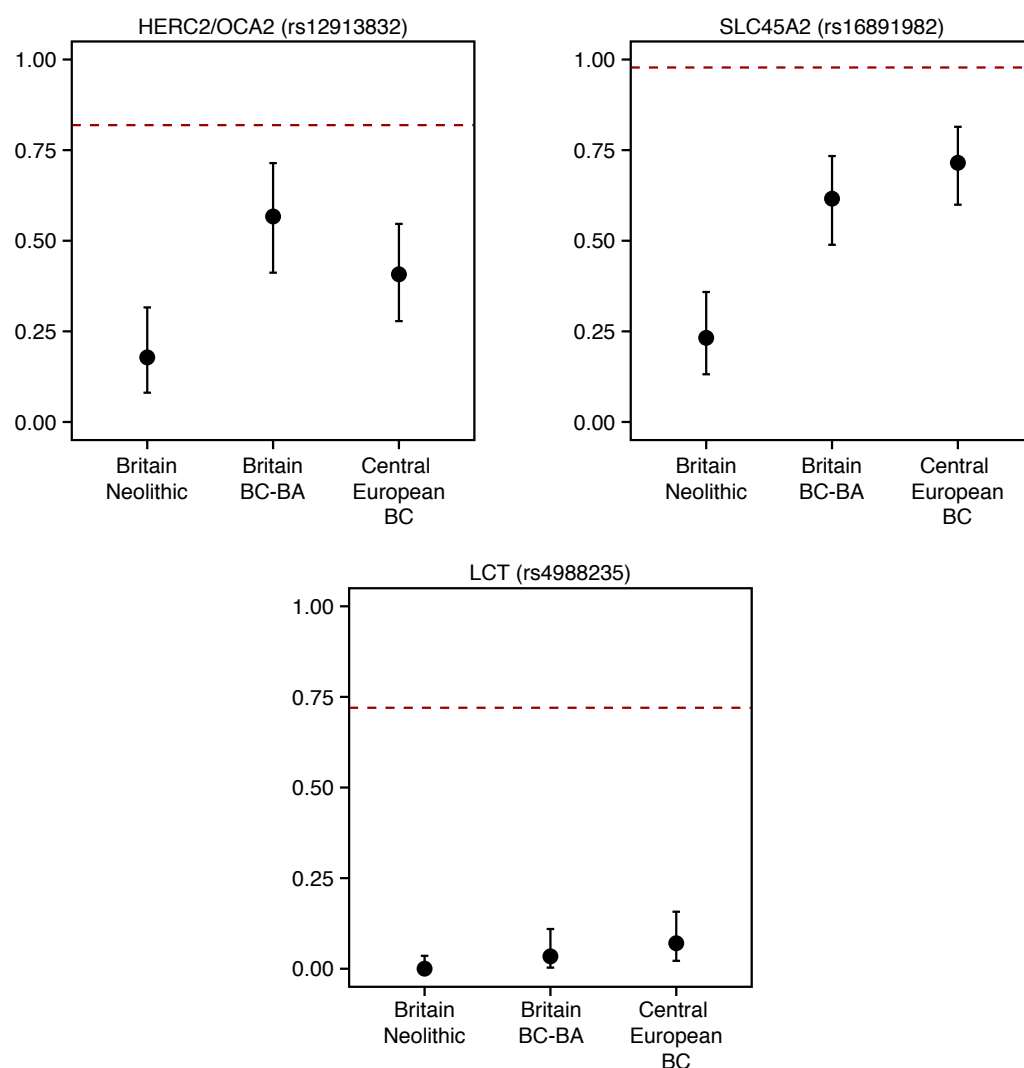 HERC2/OCA2 (rs12913832)
1.00
0.75
0.50
0.25
0.00
Britain
Neolithic
Britain
BC-BA
Central
European
BC
SLC45A2 (rs16891982)
1.00
0.75
0.50
0.25
0.00
Britain
Neolithic
Britain
BC-BA
Central
European
BC
LCT (rs4988235)
1.00
0.75
0.50
0.25
0.00
Britain
Neolithic
Britain
BC-BA
Central
European
BC